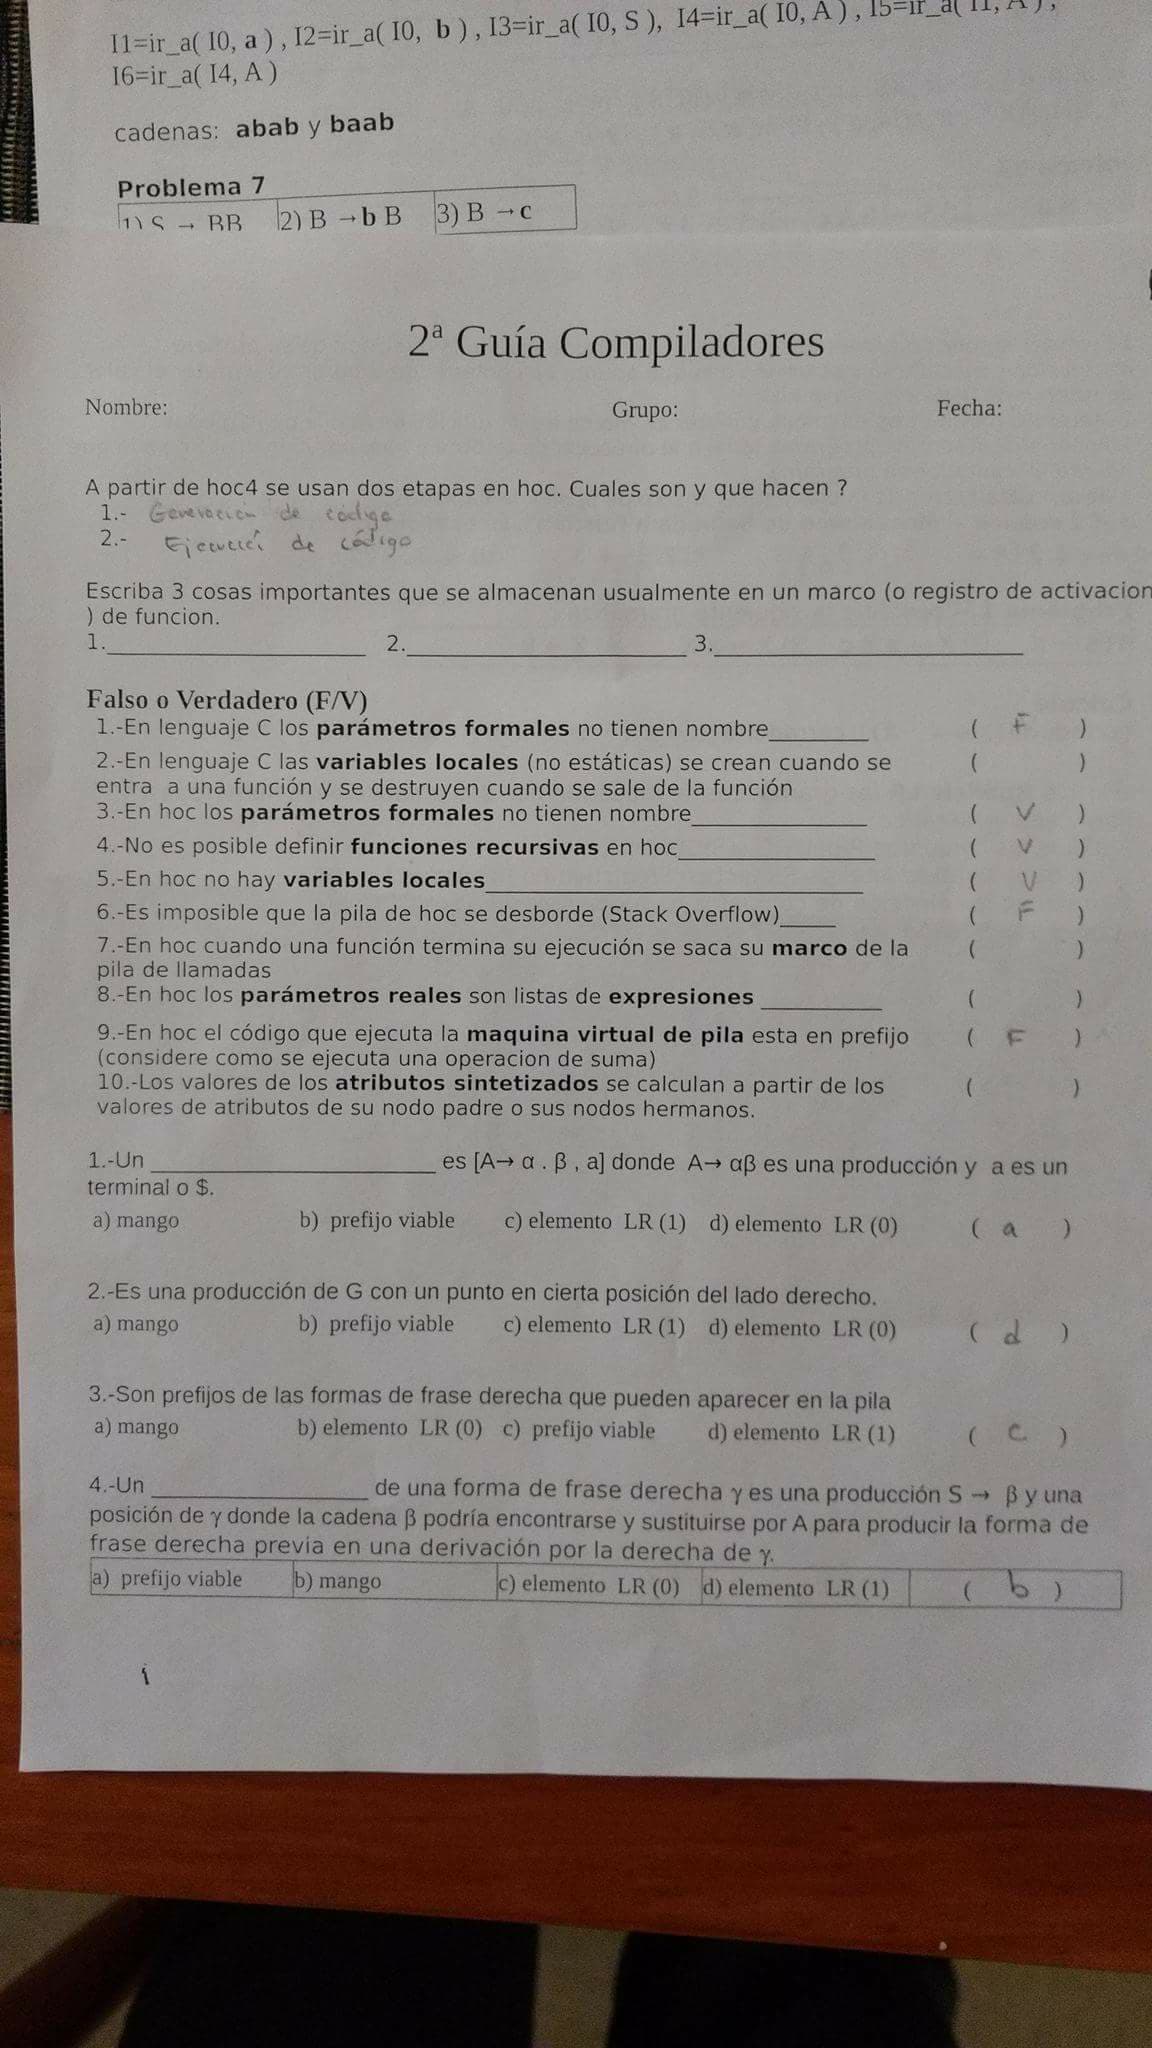 I1=ir_a( I0, a ) , I2=ir_a( I0, b ) , I3=ir_a( I0, S ), I4=ir_a( I0, A ) , I5=ir_a( I1, A ) ,
I6=ir_a( I4, A )
cadenas: abab y baab
Problema 7
1) S → BB 2) B →b B 3) B →c
2ª Guía Compiladores
Nombre: Grupo: Fecha:
A partir de hoc4 se usan dos etapas en hoc. Cuales son y que hacen ?
1.- Generación de codigo
2.- Ejecució de código
Escriba 3 cosas importantes que se almacenan usualmente en un marco (o registro de activacion
) de funcion.
1.____________________ 2.____________________ 3.____________________
Falso o Verdadero (F/V)
1.-En lenguaje C los parámetros formales no tienen nombre________ ( F )
2.-En lenguaje C las variables locales (no estáticas) se crean cuando se ( )
entra a una función y se destruyen cuando se sale de la función
3.-En hoc los parámetros formales no tienen nombre______________ ( V )
4.-No es posible definir funciones recursivas en hoc________________ ( V )
5.-En hoc no hay variables locales______________________________ ( V )
6.-Es imposible que la pila de hoc se desborde (Stack Overflow)_____ ( F )
7.-En hoc cuando una función termina su ejecución se saca su marco de la ( )
pila de llamadas
8.-En hoc los parámetros reales son listas de expresiones __________ ( )
9.-En hoc el código que ejecuta la maquina virtual de pila esta en prefijo ( F )
(considere como se ejecuta una operacion de suma)
10.-Los valores de los atributos sintetizados se calculan a partir de los ( )
valores de atributos de su nodo padre o sus nodos hermanos.
1.-Un ________________________ es [A→ α . β , a] donde A→ αβ es una producción y a es un
terminal o $.
a) mango b) prefijo viable c) elemento LR (1) d) elemento LR (0) ( a )
2.-Es una producción de G con un punto en cierta posición del lado derecho.
a) mango b) prefijo viable c) elemento LR (1) d) elemento LR (0) ( d )
3.-Son prefijos de las formas de frase derecha que pueden aparecer en la pila
a) mango b) elemento LR (0) c) prefijo viable d) elemento LR (1) ( c )
4.-Un __________________ de una forma de frase derecha γ es una producción S → β y una
posición de γ donde la cadena β podría encontrarse y sustituirse por A para producir la forma de
frase derecha previa en una derivación por la derecha de γ.
a) prefijo viable b) mango c) elemento LR (0) d) elemento LR (1) ( b )